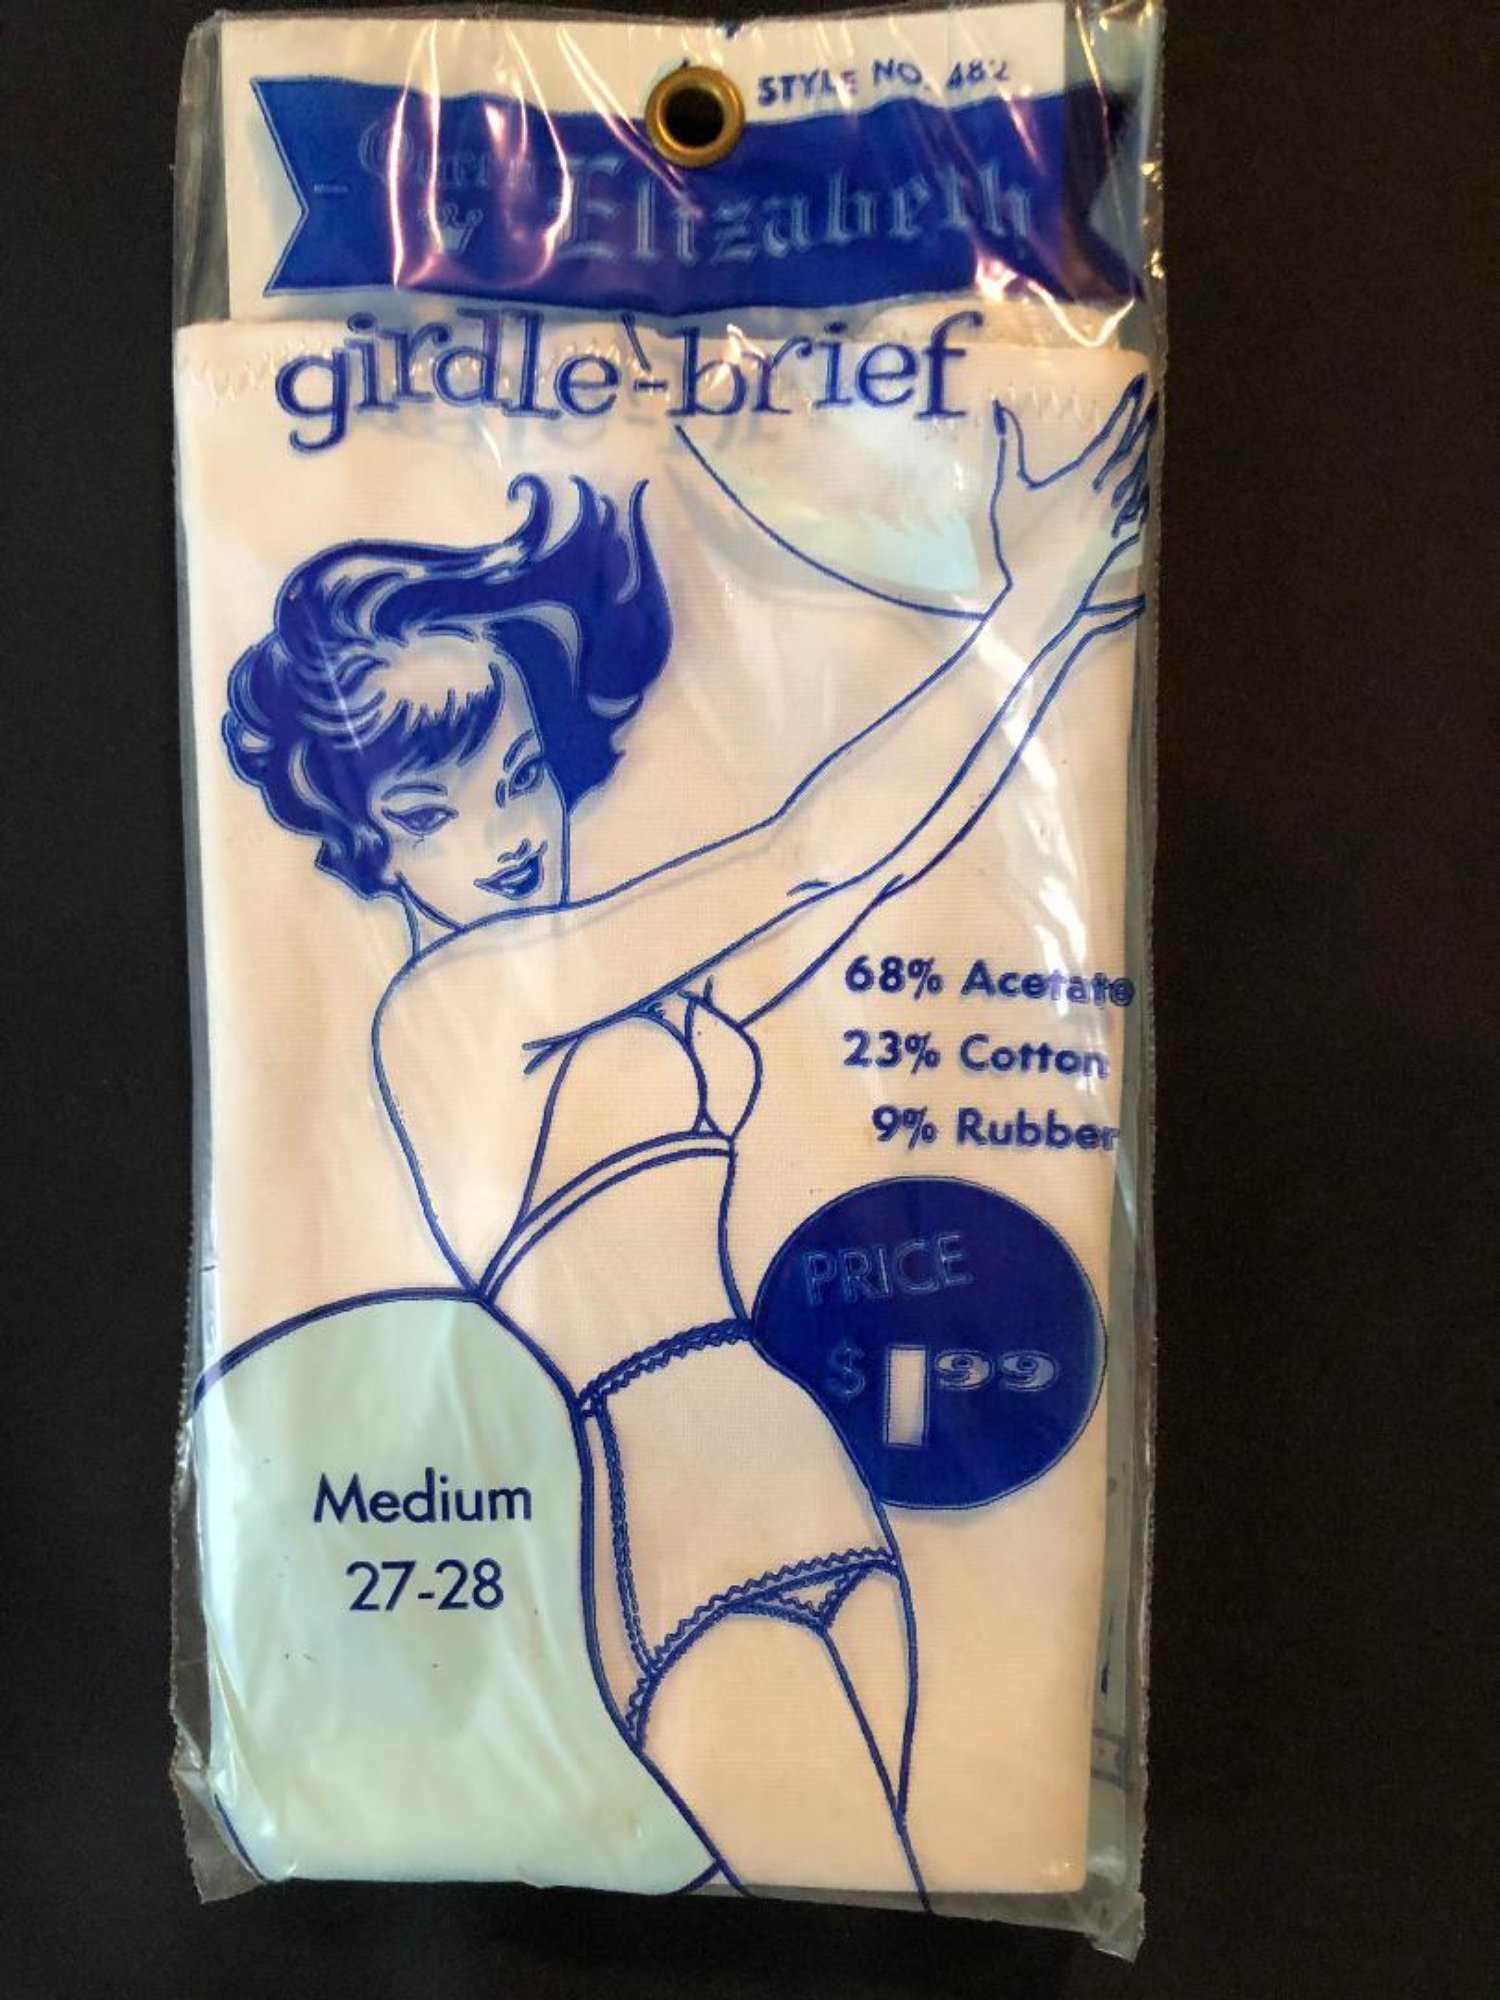 STYLE NO. 482
Queen Elizabeth
girdle-brief
68% Acetate
23% Cotton
9% Rubber
PRICE
$1.99
Medium
27-28